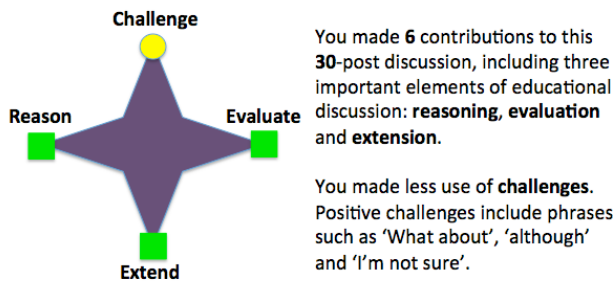 Challenge
Reason
Evaluate
Extend
You made 6 contributions to this
30-post discussion, including three
important elements of educational
discussion: reasoning, evaluation
and extension.
You made less use of challenges.
Positive challenges include phrases
such as ‘What about’, ‘although’
and ‘I’m not sure’.